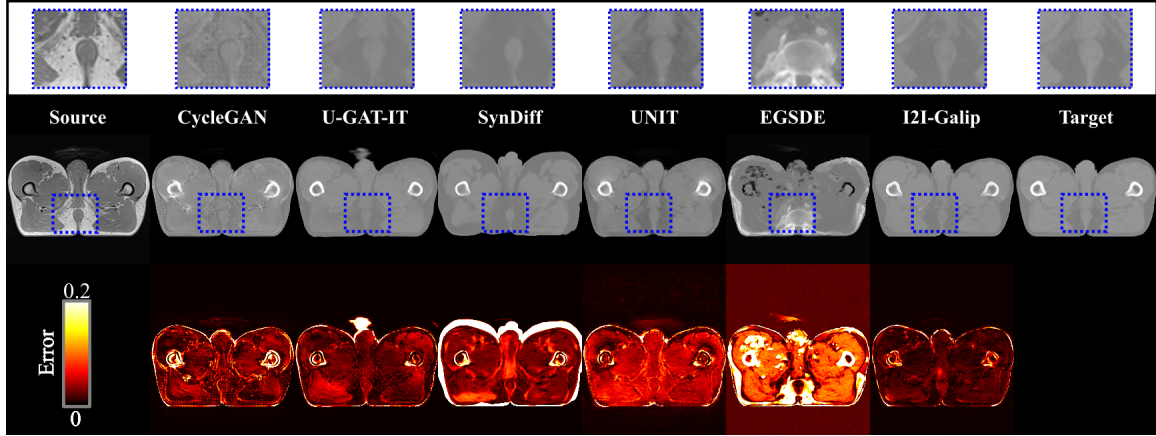 Source CycleGAN U-GAT-IT SynDiff UNIT EGSDE I2I-Galip Target
0.2
Error
0